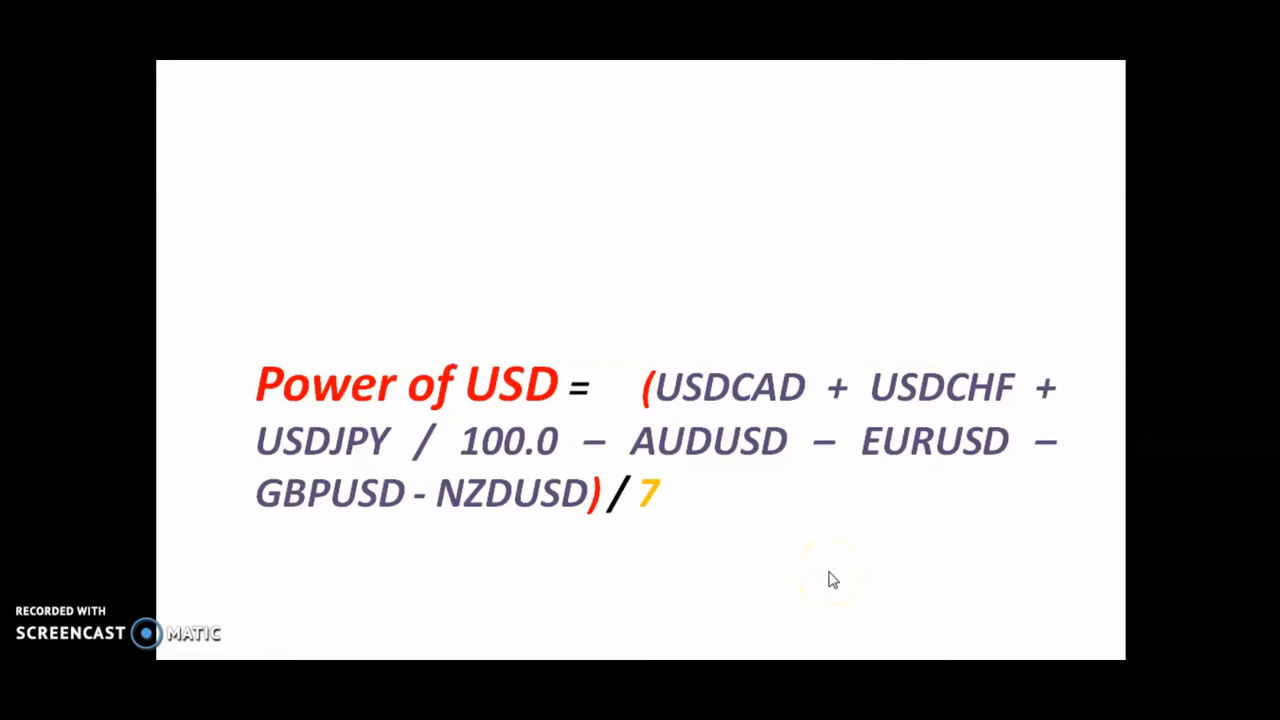 Power of USD = (USDCAD + USDCHF +
USDJPY / 100.0 – AUDUSD – EURUSD –
GBPUSD - NZDUSD) / 7
RECORDED WITH
SCREENCAST MATIC